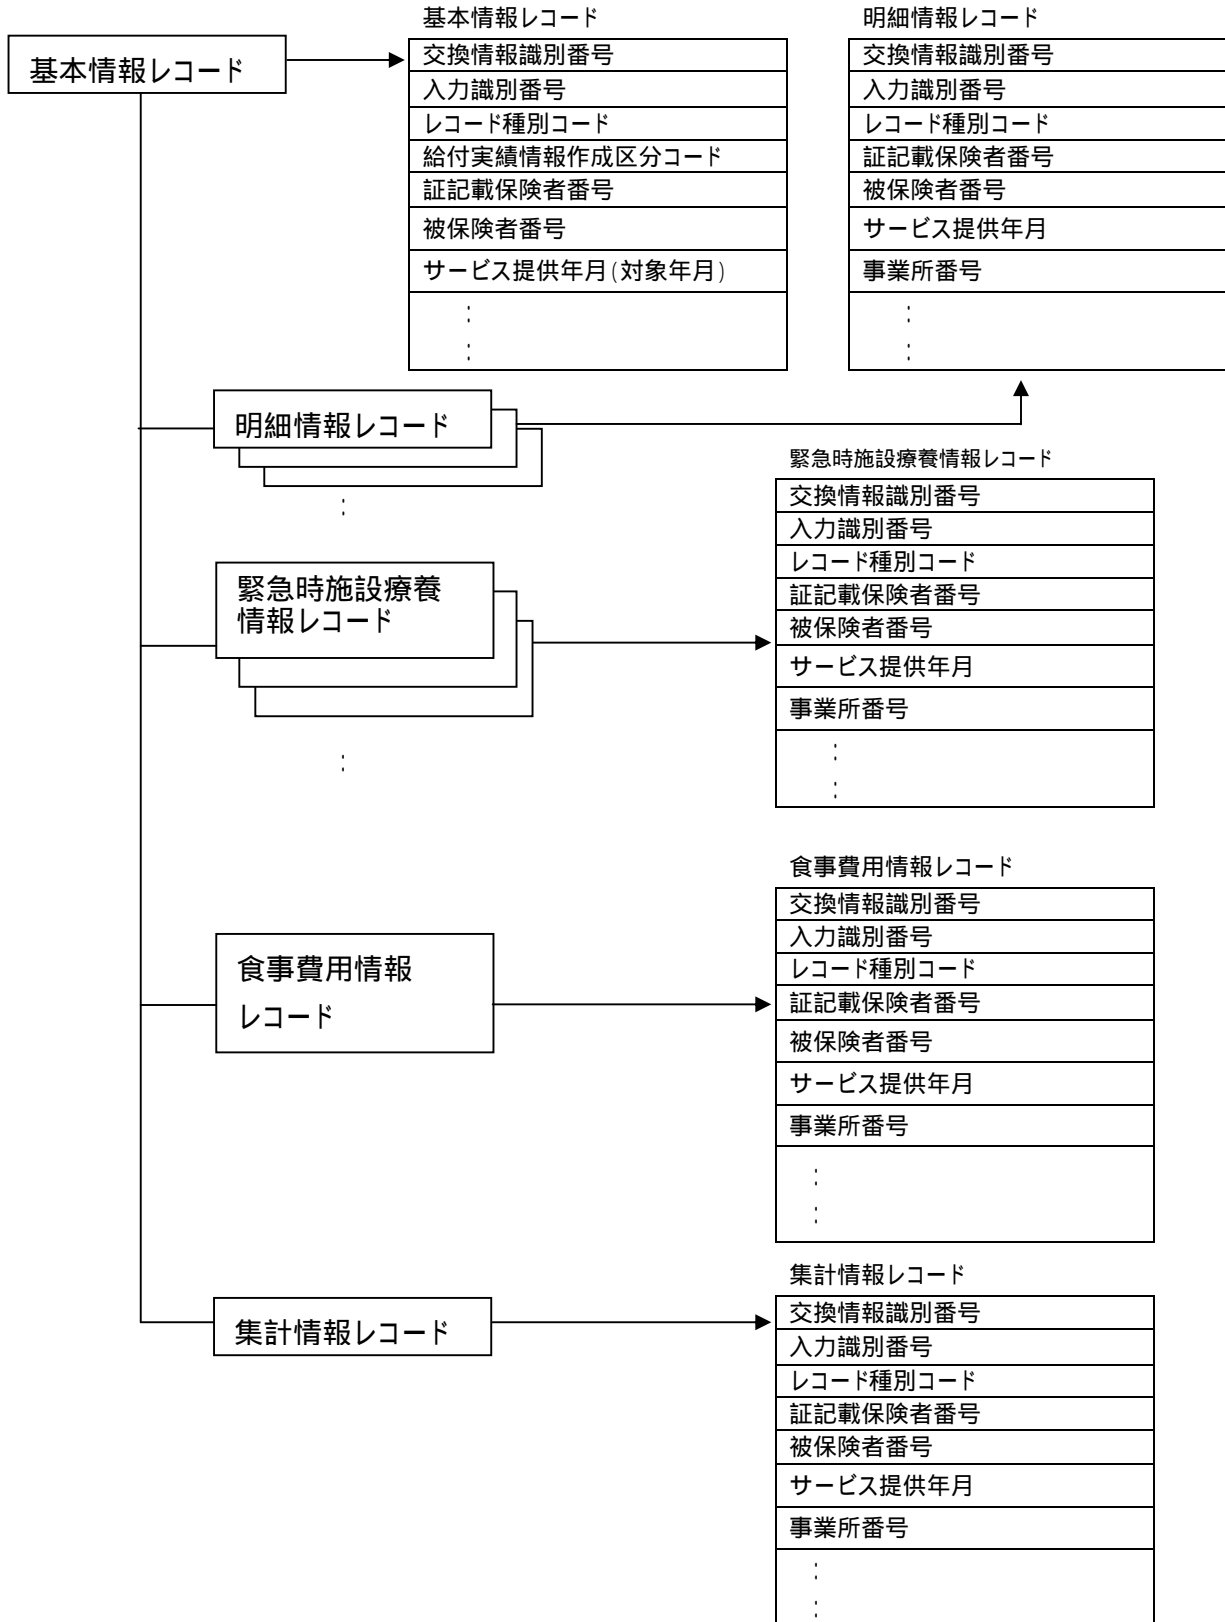 基本情報レコード
基本情報レコード
交換情報識別番号
入力識別番号
レコード種別コード
給付実績情報作成区分コード
証記載保険者番号
被保険者番号
サービス提供年月(対象年月)
:
:
明細情報レコード
交換情報識別番号
入力識別番号
レコード種別コード
証記載保険者番号
被保険者番号
サービス提供年月
事業所番号
:
:
明細情報レコード
:
緊急時施設療養情報レコード
交換情報識別番号
入力識別番号
レコード種別コード
証記載保険者番号
被保険者番号
サービス提供年月
事業所番号
:
:
緊急時施設療養
情報レコード
:
食事費用情報レコード
交換情報識別番号
入力識別番号
レコード種別コード
証記載保険者番号
被保険者番号
サービス提供年月
事業所番号
:
:
食事費用情報
レコード
集計情報レコード
交換情報識別番号
入力識別番号
レコード種別コード
証記載保険者番号
被保険者番号
サービス提供年月
事業所番号
:
:
集計情報レコード